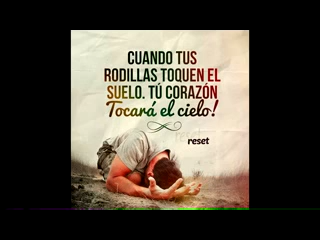 CUANDO TUS
RODILLAS TOQUEN EL
SUELO. TÚ CORAZÓN
Tocará el cielo!
reset